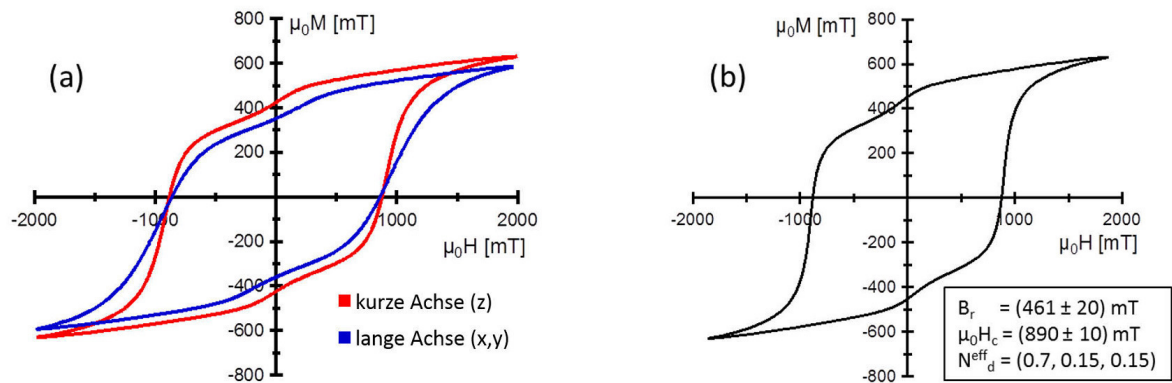 (a)
μ₀M [mT]
800
600
400
200
-2000
-1000
1000
2000
μ₀H [mT]
-200
-400
-600
-800
kurze Achse (z)
lange Achse (x,y)
(b)
μ₀M [mT]
800
600
400
200
-2000
-1000
0
1000
2000
μ₀H [mT]
-200
-400
-600
-800
Bᵣ = (461 ± 20) mT
μ₀H꜀ = (890 ± 10) mT
Nᵉᶠᶠd = (0.7, 0.15, 0.15)